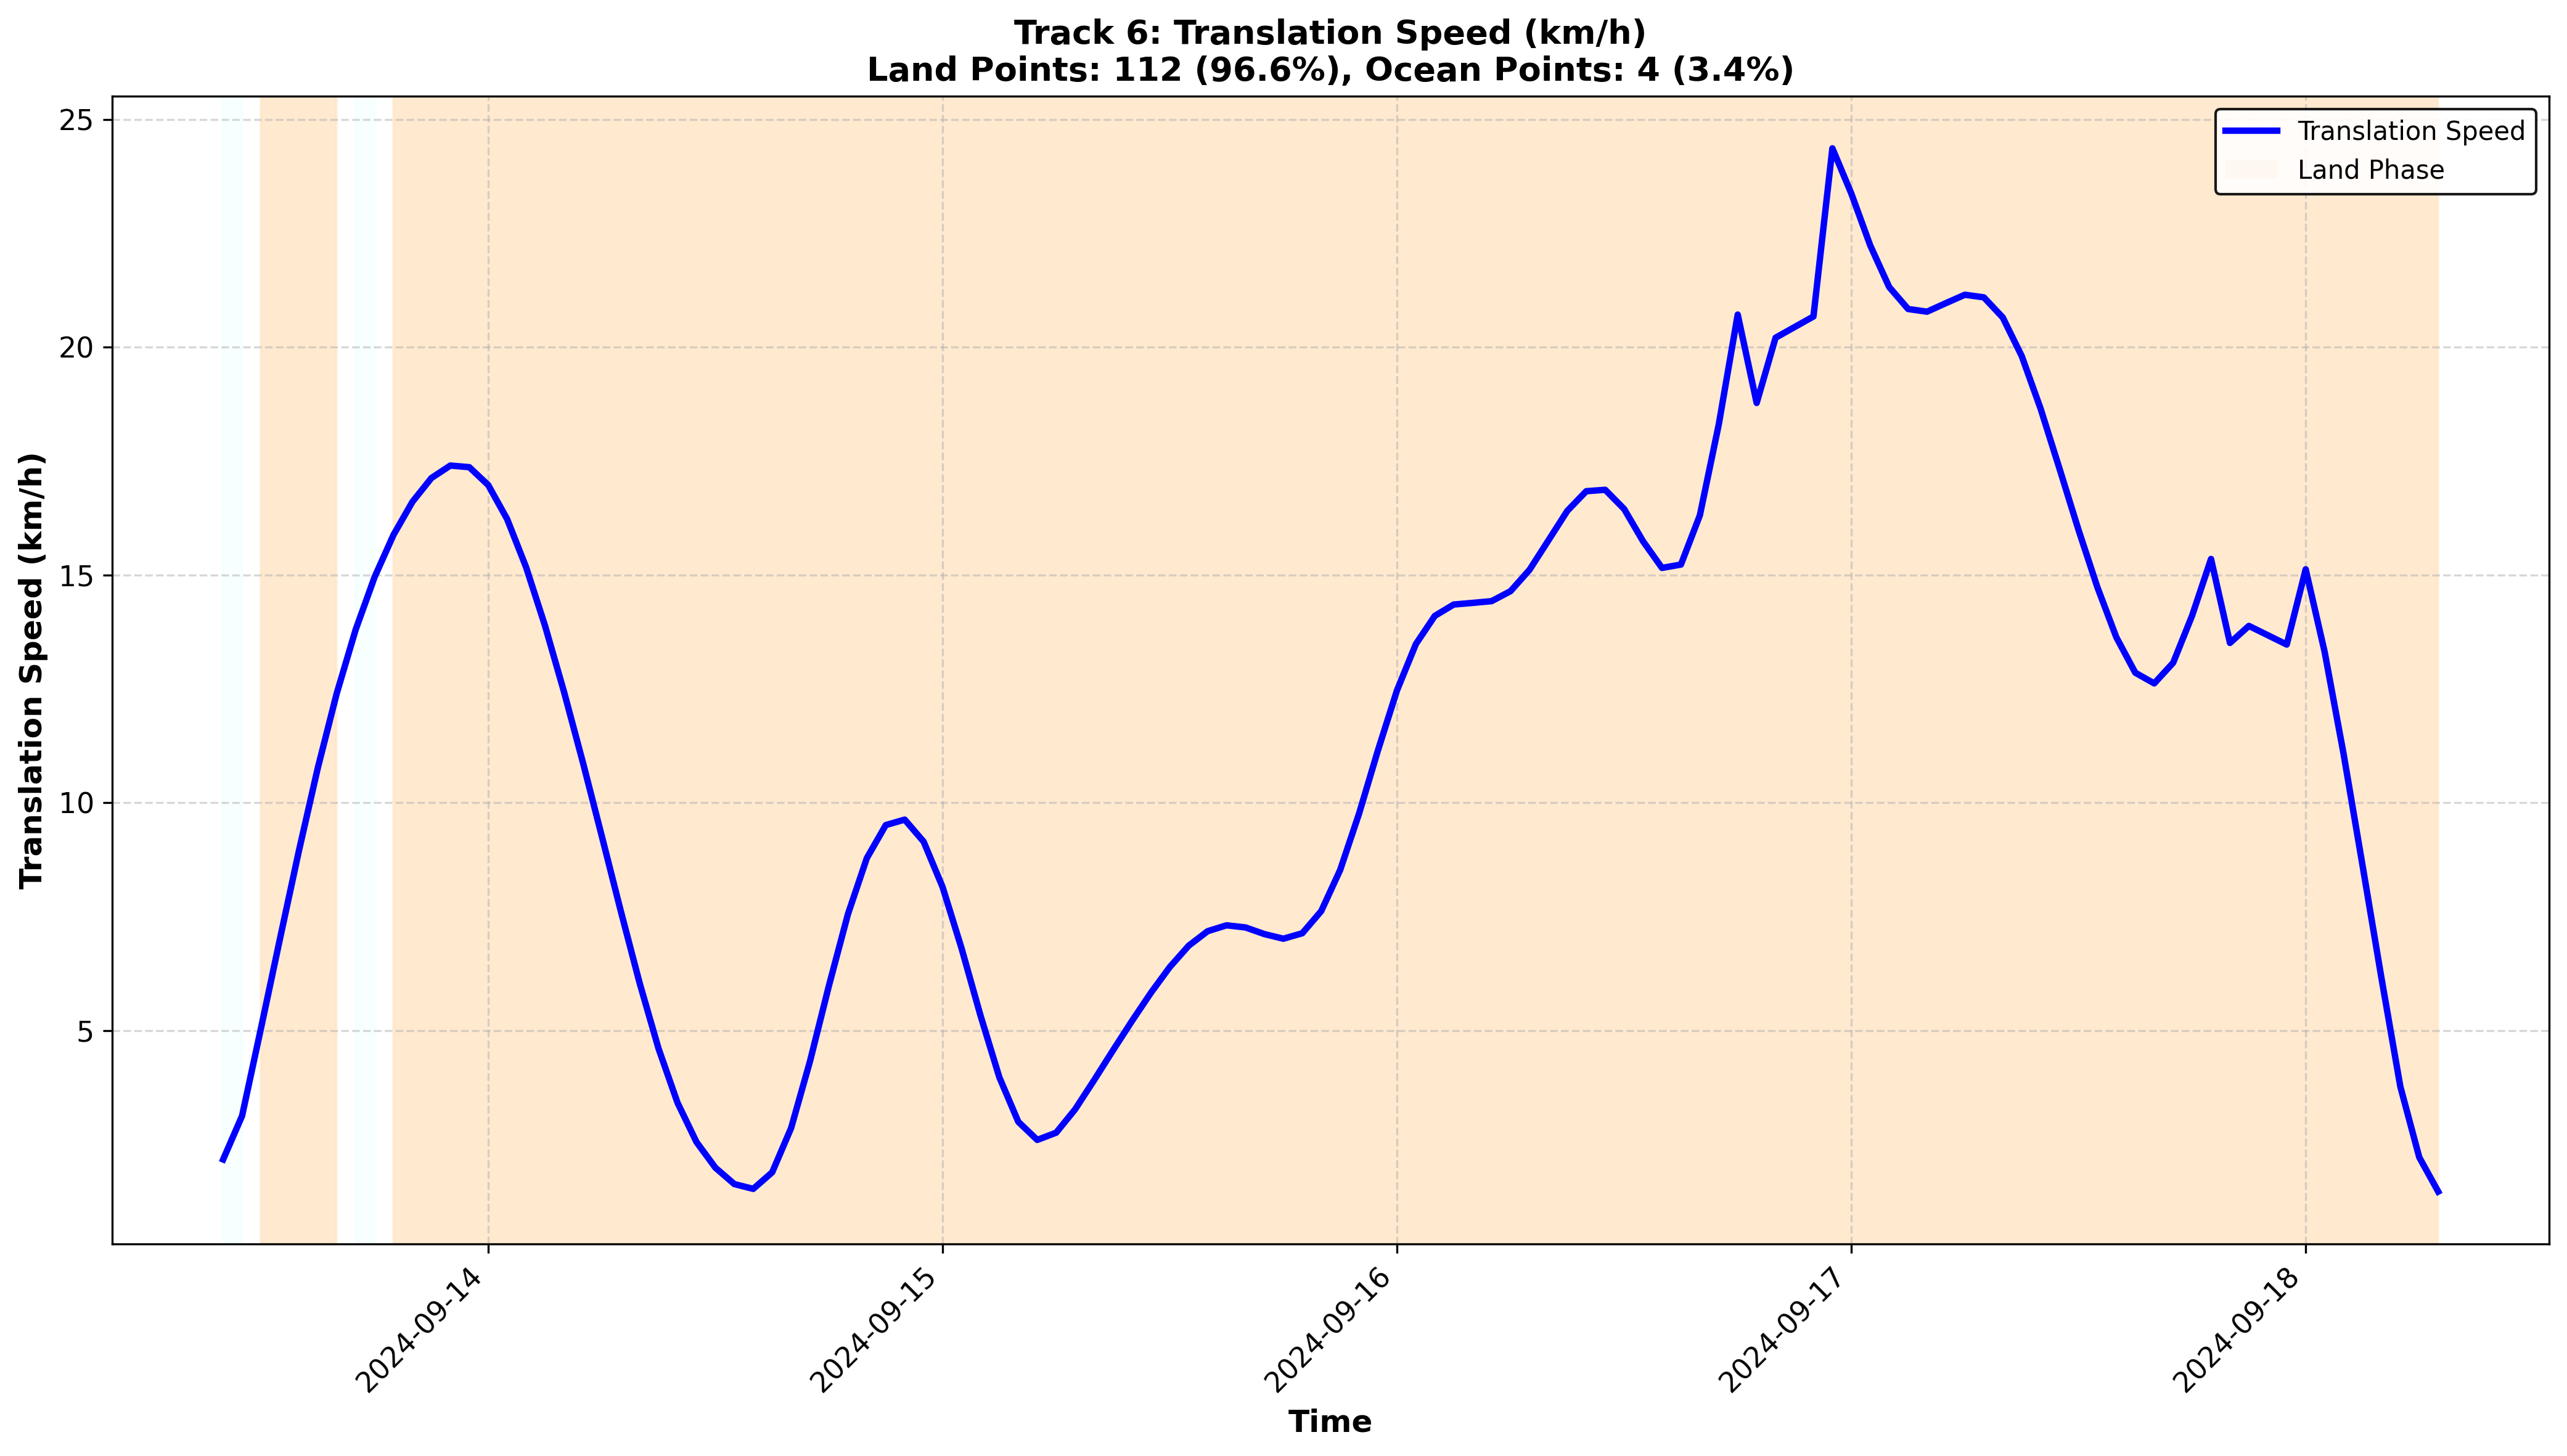 Track 6: Translation Speed (km/h)
Land Points: 112 (96.6%), Ocean Points: 4 (3.4%)
Translation Speed
Land Phase
Translation Speed (km/h)
25
20
15
10
5
2024-09-14
2024-09-15
2024-09-16
2024-09-17
2024-09-18
Time